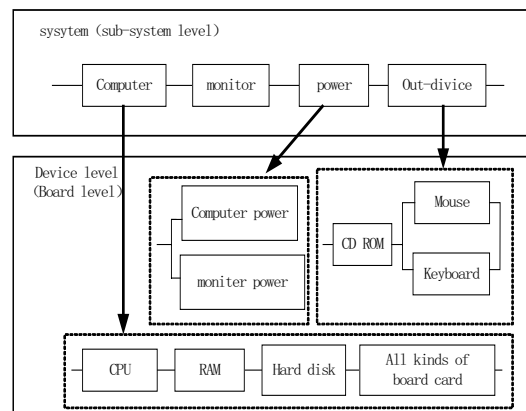 sysytem (sub-system level)
Computer
monitor
power
Out-divice
Device level
(Board level)
Computer power
moniter power
CD ROM
Mouse
Keyboard
CPU
RAM
Hard disk
All kinds of
board card